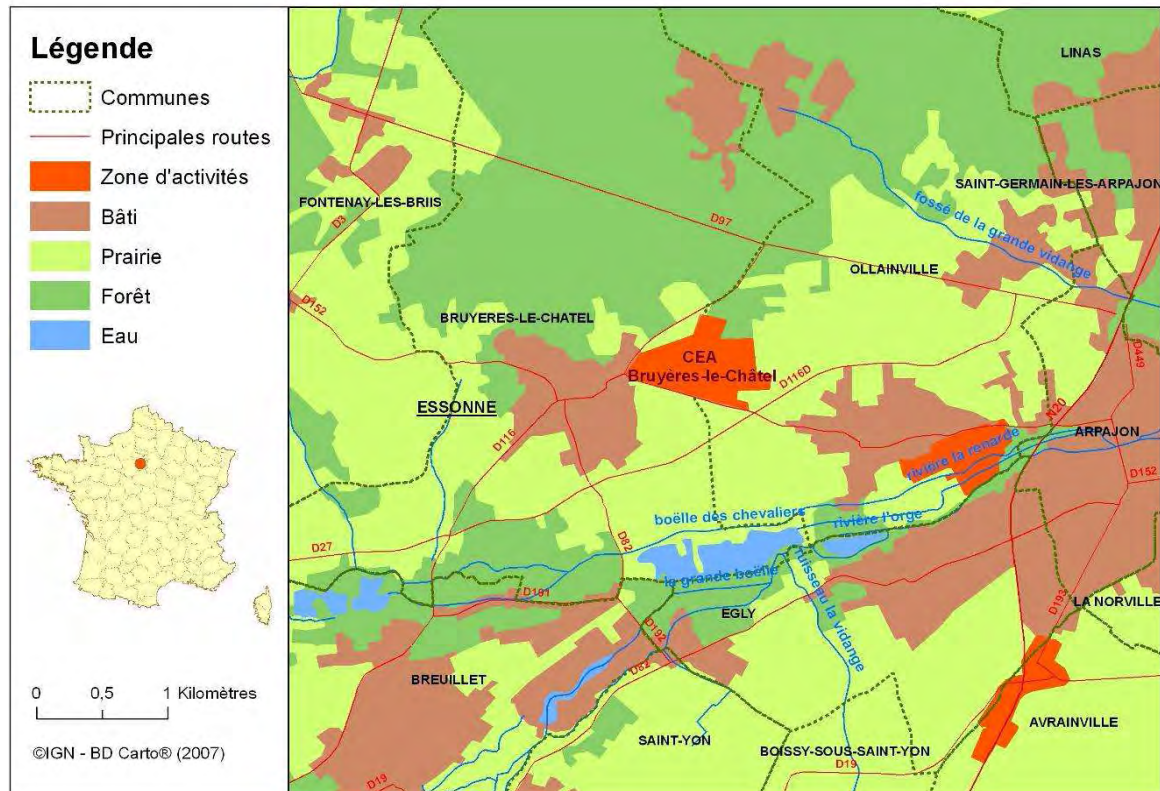 Légende
Communes
Principales routes
Zone d'activités
Bâti
Prairie
Forêt
Eau
0 0,5 1 Kilomètres
©IGN - BD Carto® (2007)
LINAS
SAINT-GERMAIN-LES-ARPAJON
FONTENAY-LES-BRIIS
D3
D97
fossé de la grande vidange
OLLAINVILLE
D152
BRUYERES-LE-CHATEL
CEA
Bruyères-le-Châtel
D116D
D449
ESSONNE
N20
D116
ARPAJON
rivière la renarde
D152
boëlle des chevaliers
rivière l'orge
D27
D82
le grande boëlle
ruisseau la vidange
D191
EGLY
D193
LA NORVILLE
D192
D82
BREUILLET
SAINT-YON
BOISSY-SOUS-SAINT-YON
AVRAINVILLE
D19
D19